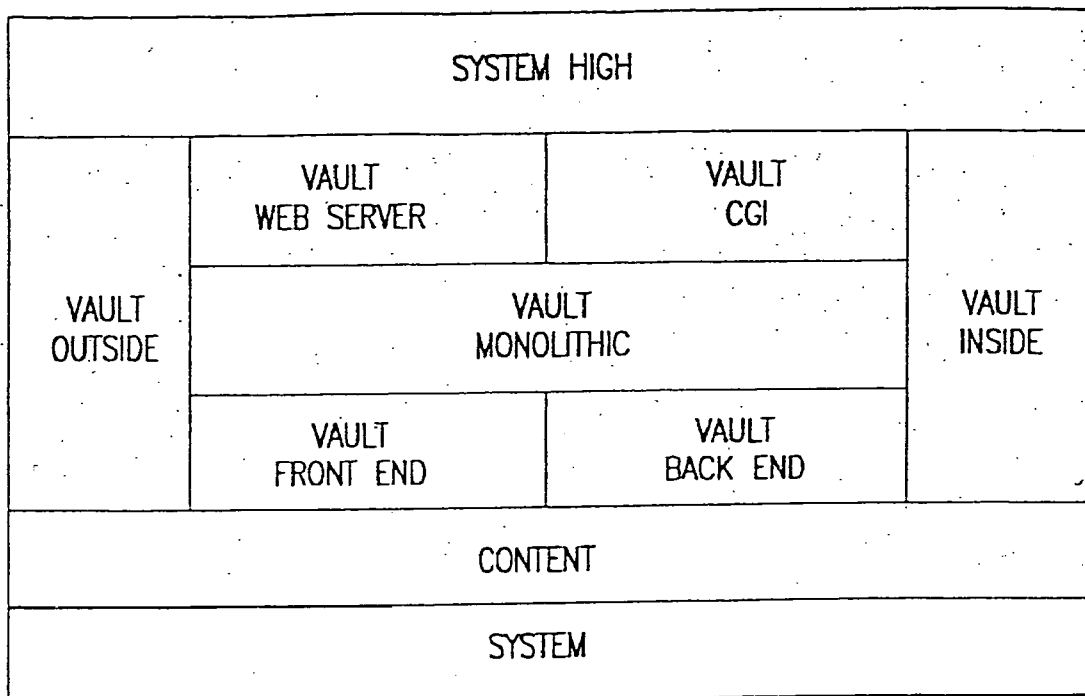 SYSTEM HIGH
VAULT
WEB SERVER
VAULT
CGI
VAULT
OUTSIDE
VAULT
MONOLITHIC
VAULT
INSIDE
VAULT
FRONT END
VAULT
BACK END
CONTENT
SYSTEM